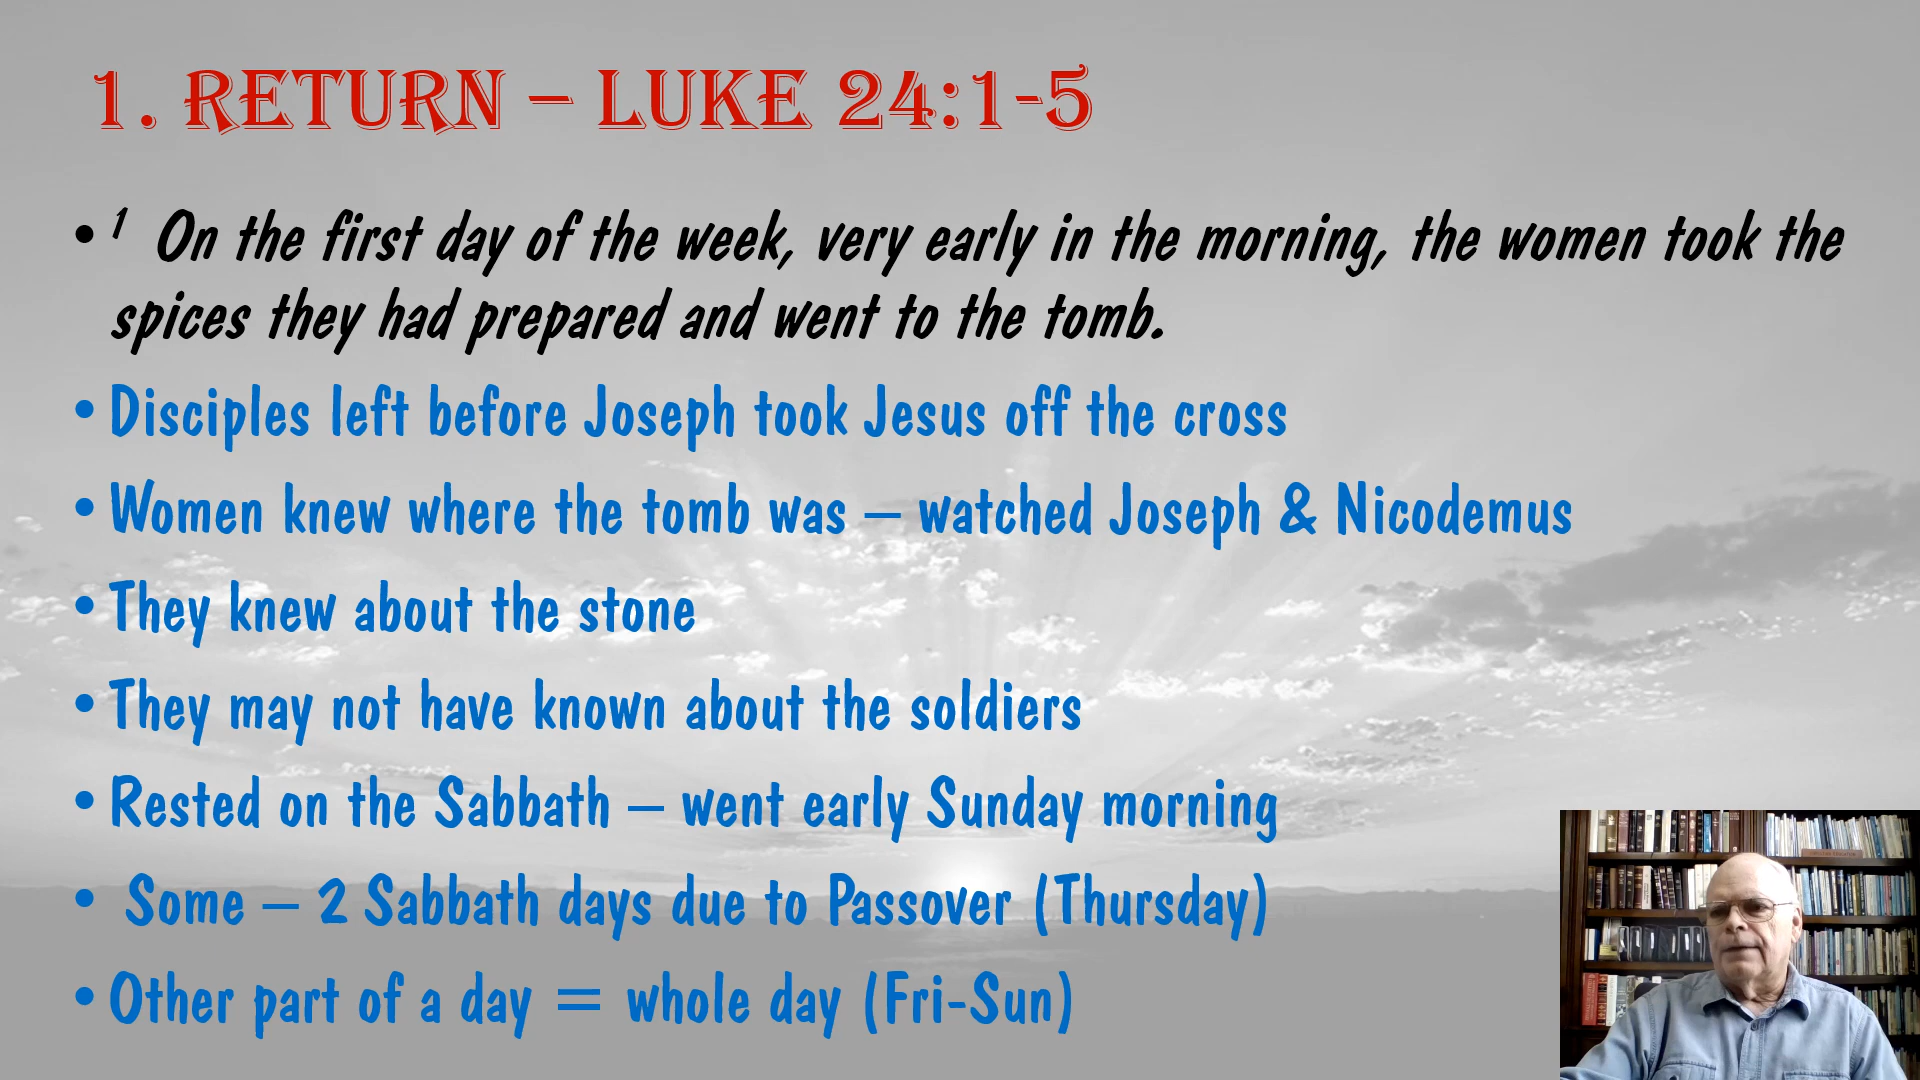 1. RETURN – LUKE 24:1-5
• 1 On the first day of the week, very early in the morning, the women took the
spices they had prepared and went to the tomb.
• Disciples left before Joseph took Jesus off the cross
• Women knew where the tomb was – watched Joseph & Nicodemus
• They knew about the stone
• They may not have known about the soldiers
• Rested on the Sabbath – went early Sunday morning
• Some – 2 Sabbath days due to Passover (Thursday)
• Other part of a day = whole day (Fri-Sun)